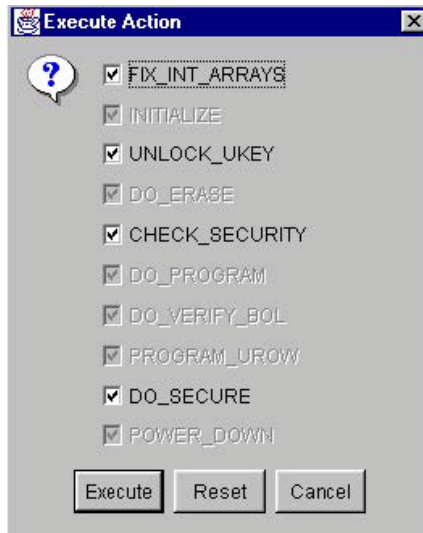 Execute Action
FIX_INT_ARRAYS
INITIALIZE
UNLOCK_UKEY
DO_ERASE
CHECK_SECURITY
DO_PROGRAM
DO_VERIFY_BOL
PROGRAM_UROW
DO_SECURE
POWER_DOWN
Execute Reset Cancel